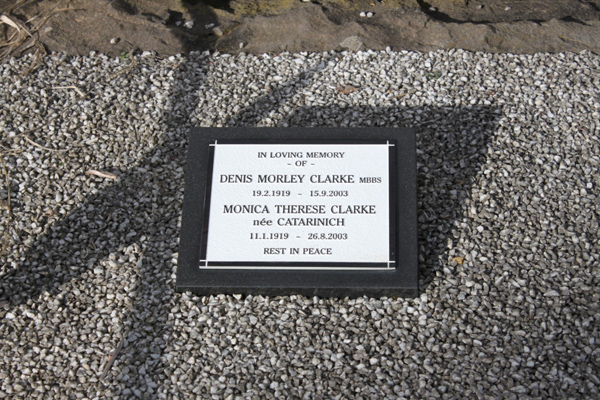 IN LOVING MEMORY
- OF -
DENIS MORLEY CLARKE MBBS
19.2.1919 - 15.9.2003
MONICA THERESE CLARKE
née CATARINICH
11.1.1919 - 26.8.2003
REST IN PEACE